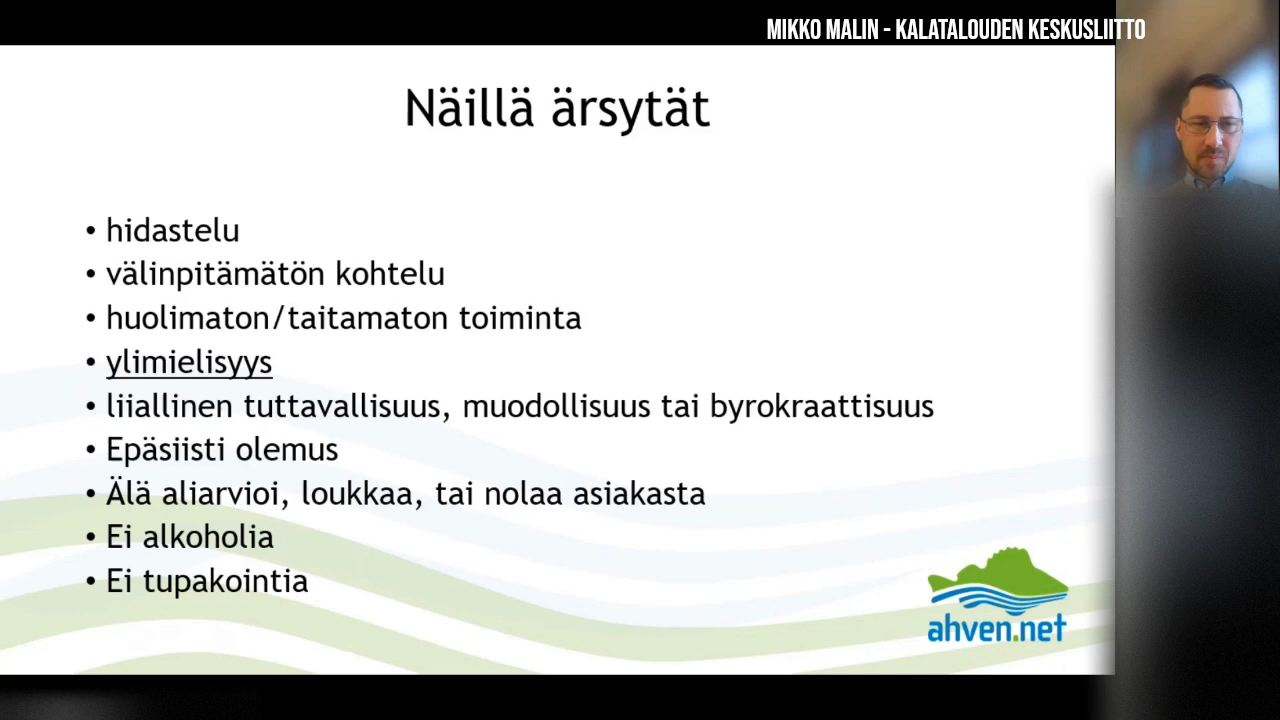 MIKKO MALIN - KALATALOUDEN KESKUSLIITTO
Näillä ärsytät
• hidastelu
• välinpitämätön kohtelu
• huolimaton/taitamaton toiminta
• ylimielisyys
• liiallinen tuttavallisuus, muodollisuus tai byrokraattisuus
• Epäsiisti olemus
• Älä aliarvioi, loukkaa, tai nolaa asiakasta
• Ei alkoholia
• Ei tupakointia
ahven.net